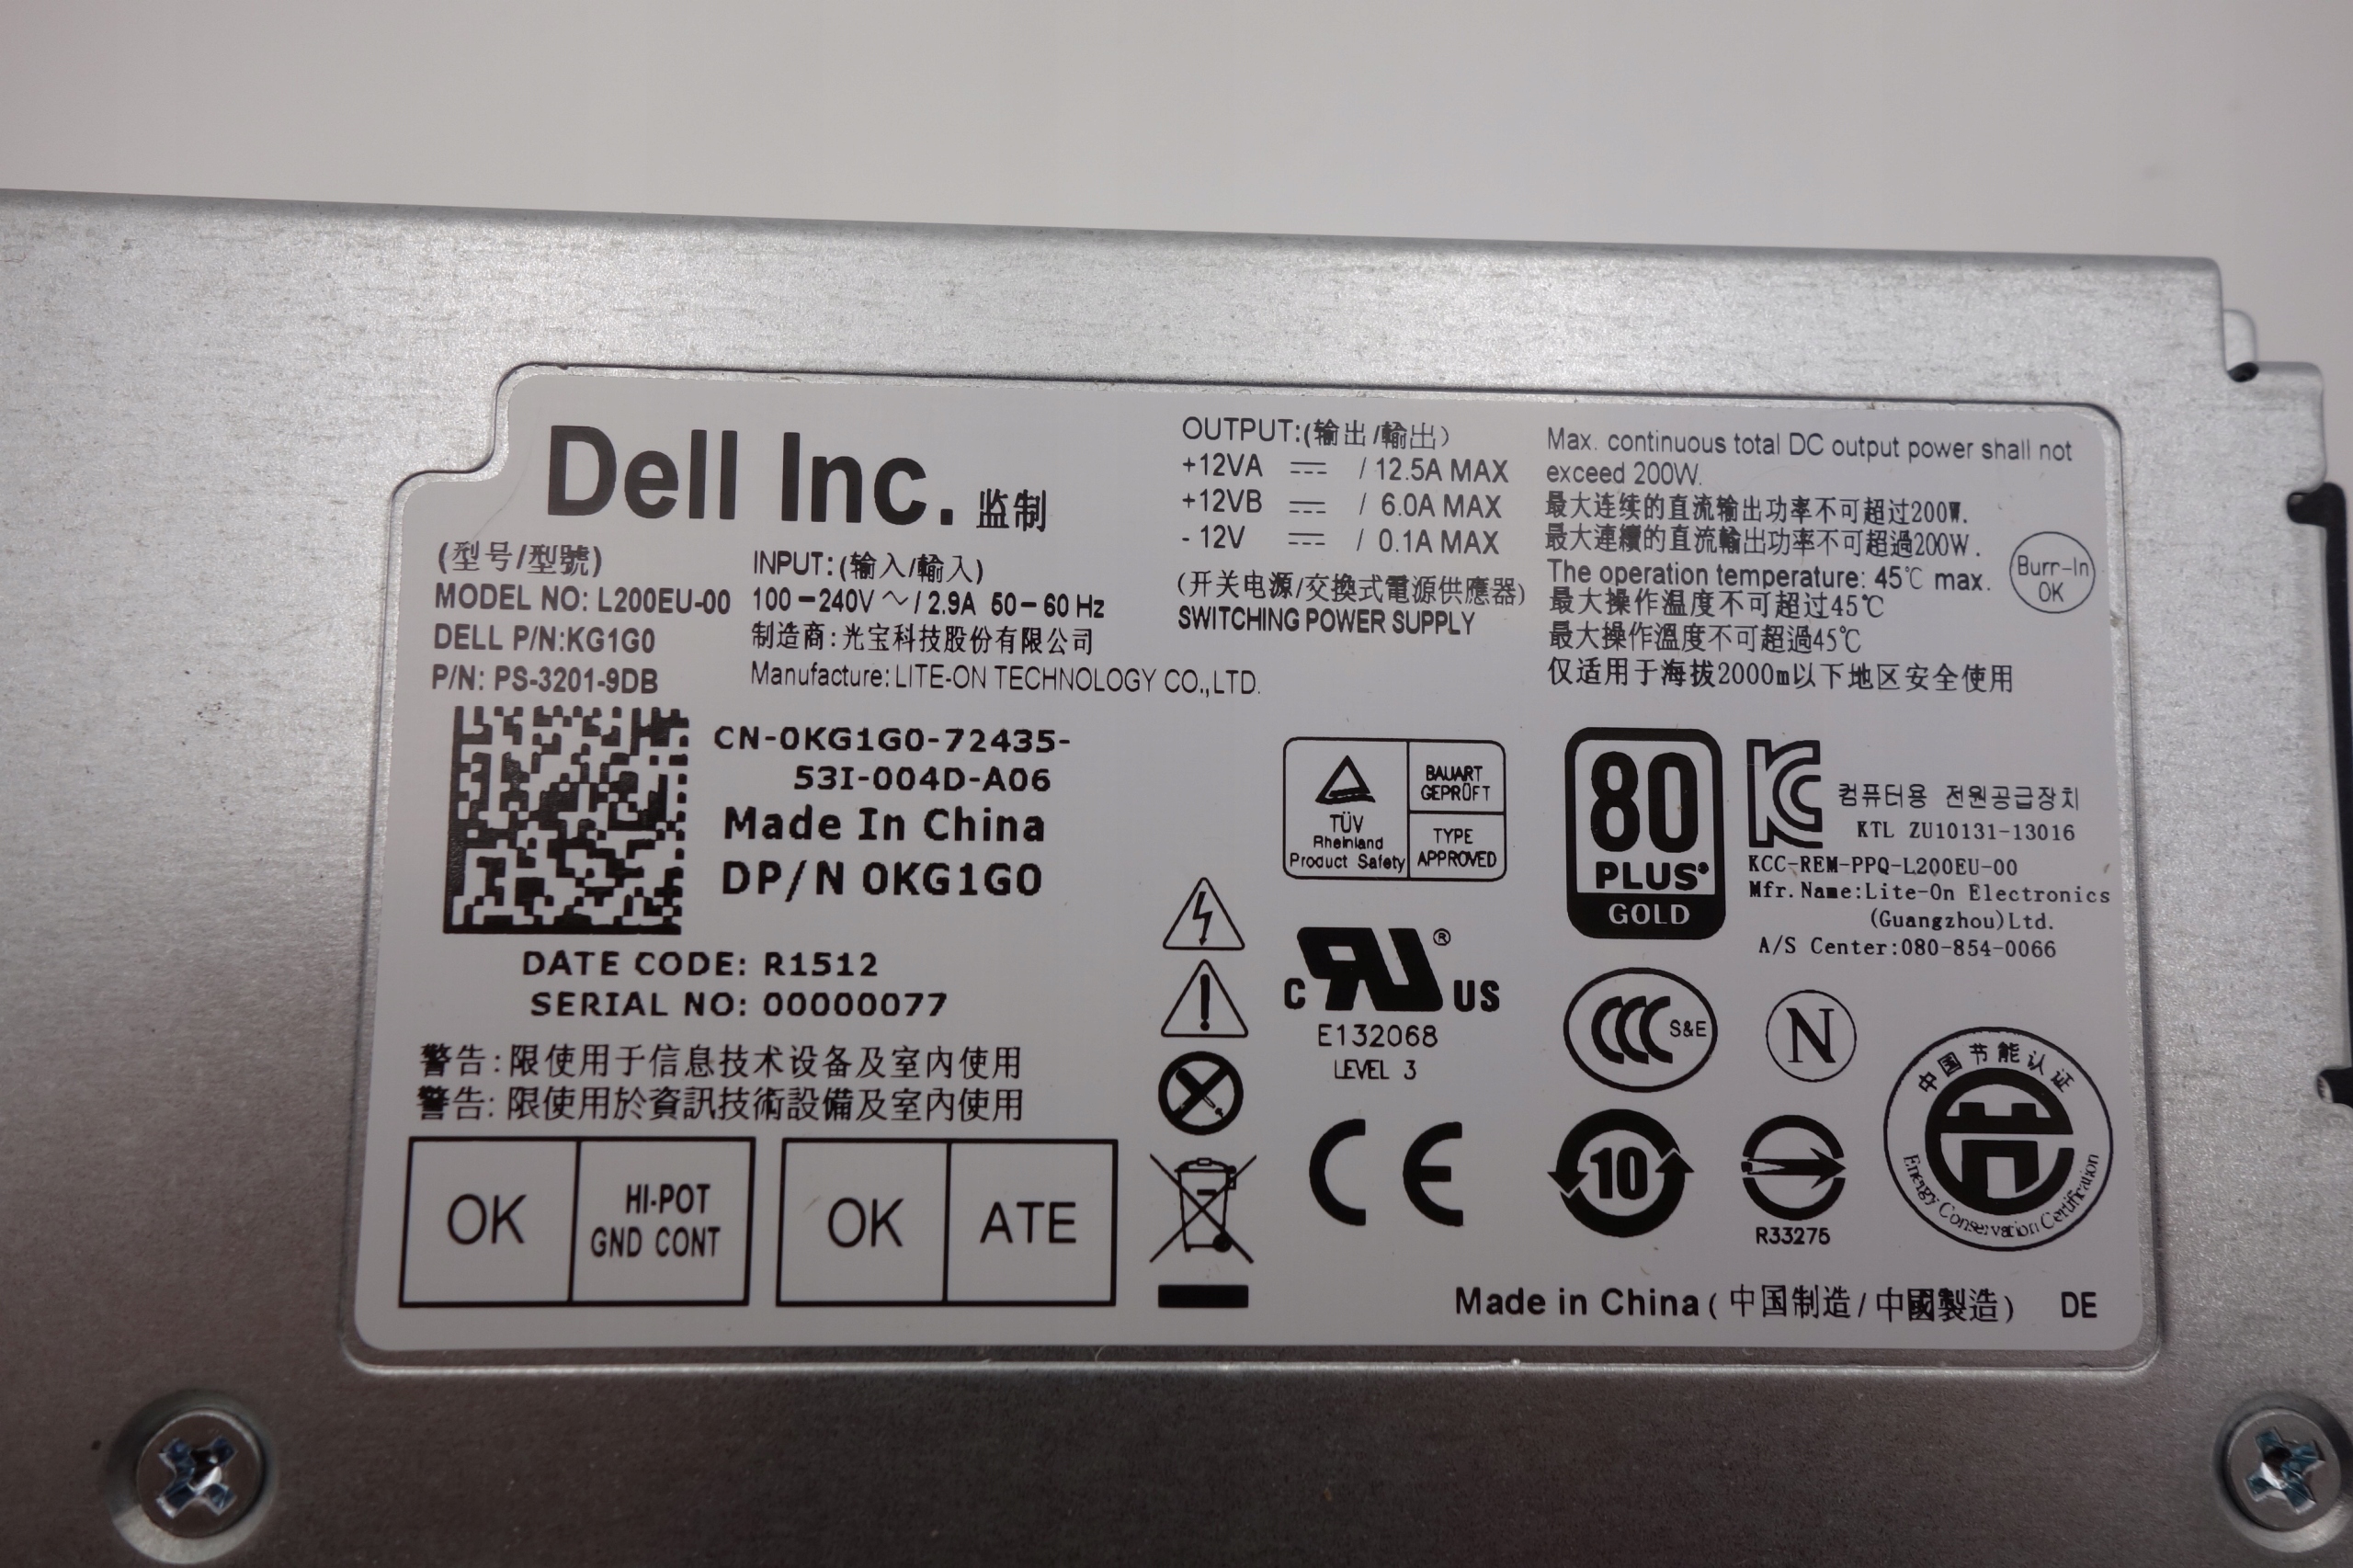 Dell Inc. 监制
(型号/型號)
MODEL NO: L200EU-00
DELL P/N:KG1G0
P/N: PS-3201-9DB
INPUT:(输入/輸入)
100-240V～/2.9A 50-60Hz
制造商:光宝科技股份有限公司
Manufacture: LITE-ON TECHNOLOGY CO.,LTD.
OUTPUT:(输出/輸出)
+12VA ⎓ / 12.5A MAX
+12VB ⎓ / 6.0A MAX
- 12V ⎓ / 0.1A MAX
(开关电源/交換式電源供應器)
SWITCHING POWER SUPPLY
Max. continuous total DC output power shall not
exceed 200W.
最大连续的直流输出功率不可超过200W.
最大連續的直流輸出功率不可超過200W.
The operation temperature: 45℃ max.
最大操作温度不可超过45℃
最大操作溫度不可超過45℃
仅适用于海拔2000m以下地区安全使用
Burr-In
OK
CN-0KG1G0-72435-
53I-004D-A06
Made In China
DP/N 0KG1G0
DATE CODE: R1512
SERIAL NO: 00000077
警告:限使用于信息技术设备及室内使用
警告:限使用於資訊技術設備及室內使用
OK
HI-POT
GND CONT
OK
ATE
TÜV
Rheinland
Product Safety
BAUART
GEPRÜFT
TYPE
APPROVED
C RU ® US
E132068
LEVEL 3
CE
80
PLUS®
GOLD
KC
컴퓨터용 전원공급장치
KTL ZU10131-13016
KCC-REM-PPQ-L200EU-00
Mfr.Name:Lite-On Electronics
(Guangzhou)Ltd.
A/S Center:080-854-0066
CCC S&E
N
10
R33275
中国节能认证
Energy Conservation Certification
Made in China(中国制造/中國製造) DE